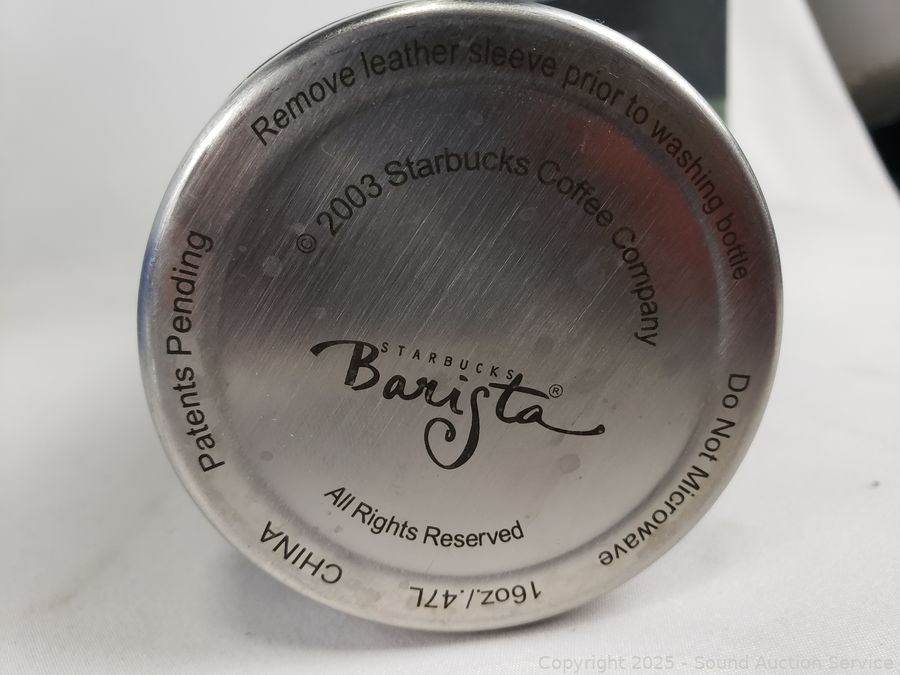 Remove leather sleeve prior to washing bottle
Do Not Microwave
16oz/.47L
CHINA
Patents Pending
© 2003 Starbucks Coffee Company
STARBUCKS
Barista®
All Rights Reserved
Copyright 2025 - Sound Auction Service